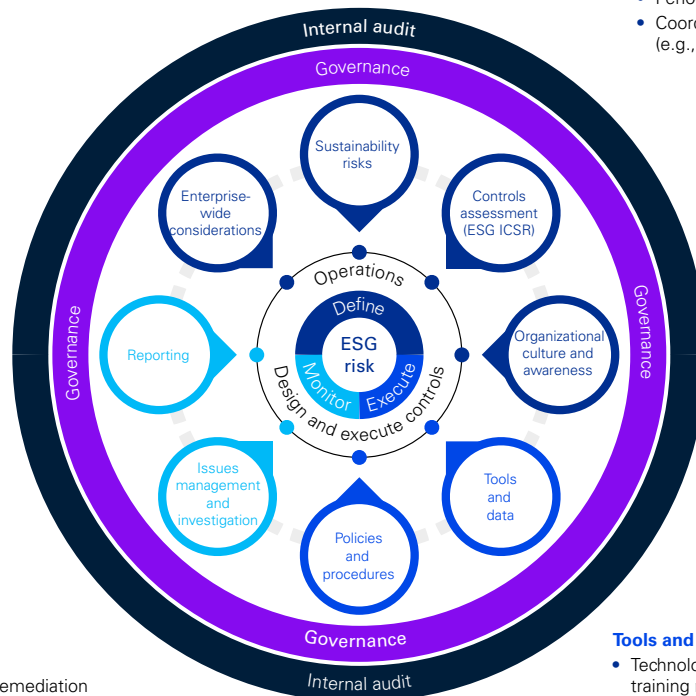 • Perio
• Coord
(e.g.,
Internal audit
Governance
Sustainability
risks
Enterprise-
wide
considerations
Controls
assessment
(ESG ICSR)
Operations
Define
ESG
risk
Monitor
Execute
Design and execute controls
Governance
Governance
Reporting
Organizational
culture and
awareness
Issues
management
and
investigation
Tools
and
data
Policies
and
procedures
Governance
Internal audit
Tools and
• Technolo
training
emediation